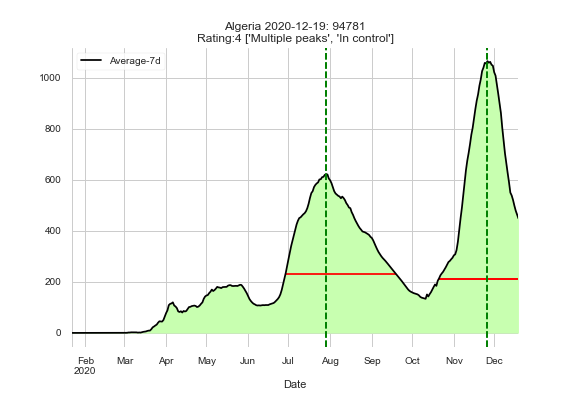 Algeria 2020-12-19: 94781
Rating:4 ['Multiple peaks', 'In control']
Average-7d
1000
800
600
400
200
0
Feb Mar Apr May Jun Jul Aug Sep Oct Nov Dec
2020
Date